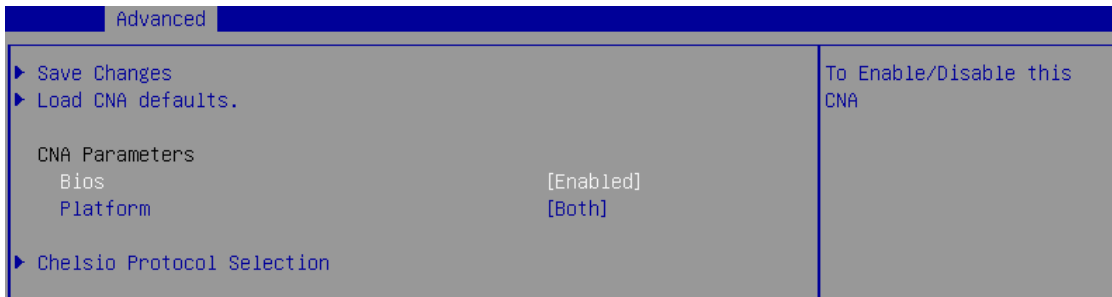 Advanced
Save Changes
Load CNA defaults.
CNA Parameters
Bios [Enabled]
Platform [Both]
Chelsio Protocol Selection
To Enable/Disable this
CNA